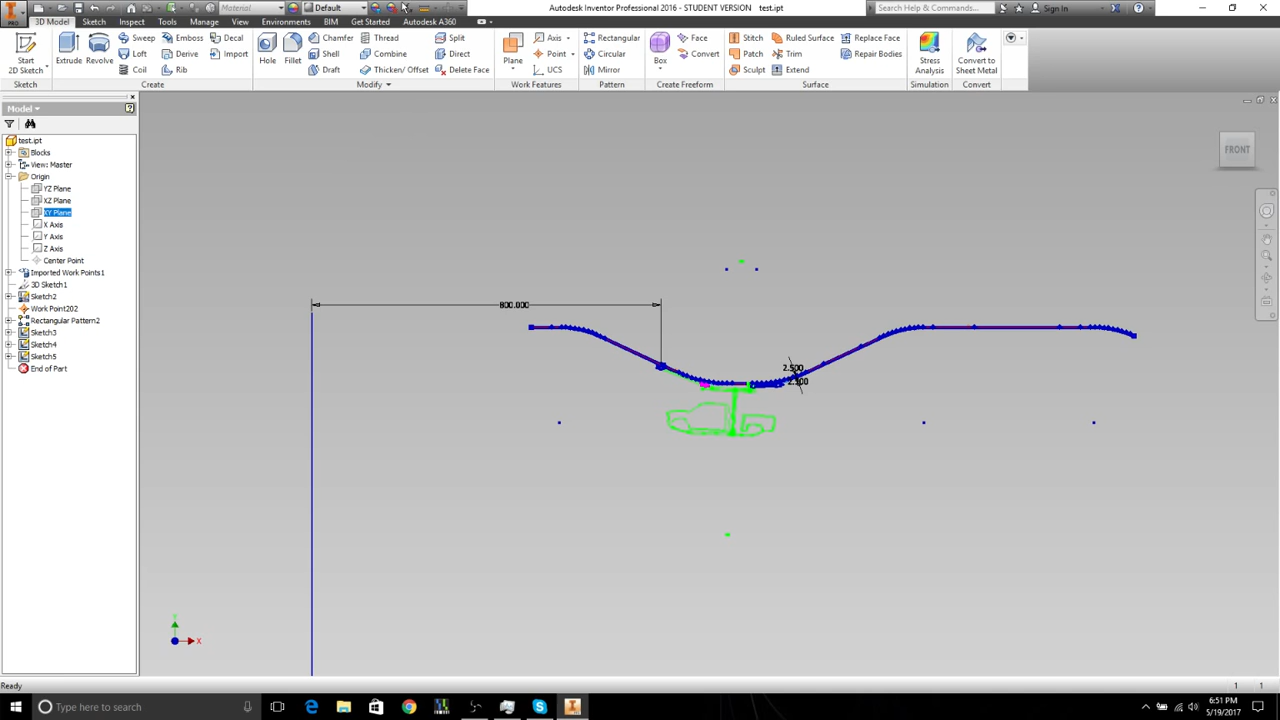 Autodesk Inventor Professional 2016 - STUDENT VERSION test.ipt
Material
Default
Search Help & Commands...
Sign In
PRO
3D Model
Sketch
Inspect
Tools
Manage
View
Environments
BIM
Get Started
Autodesk A360
Start
2D Sketch
Extrude
Revolve
Sweep
Loft
Coil
Emboss
Derive
Rib
Decal
Import
Hole
Fillet
Chamfer
Shell
Draft
Thread
Combine
Thicken/ Offset
Split
Direct
Delete Face
Plane
Axis
Point
UCS
Rectangular
Circular
Mirror
Box
Face
Convert
Stitch
Patch
Sculpt
Ruled Surface
Trim
Extend
Replace Face
Repair Bodies
Stress
Analysis
Convert to
Sheet Metal
Sketch
Create
Modify
Work Features
Pattern
Create Freeform
Surface
Simulation
Convert
Model
test.ipt
Blocks
View: Master
Origin
YZ Plane
XZ Plane
XY Plane
X Axis
Y Axis
Z Axis
Center Point
Imported Work Points1
3D Sketch1
Sketch2
Work Point202
Rectangular Pattern2
Sketch3
Sketch4
Sketch5
End of Part
FRONT
800.000
2.500
2.500
Y
X
Ready
1
1
Type here to search
6:51 PM
5/19/2017